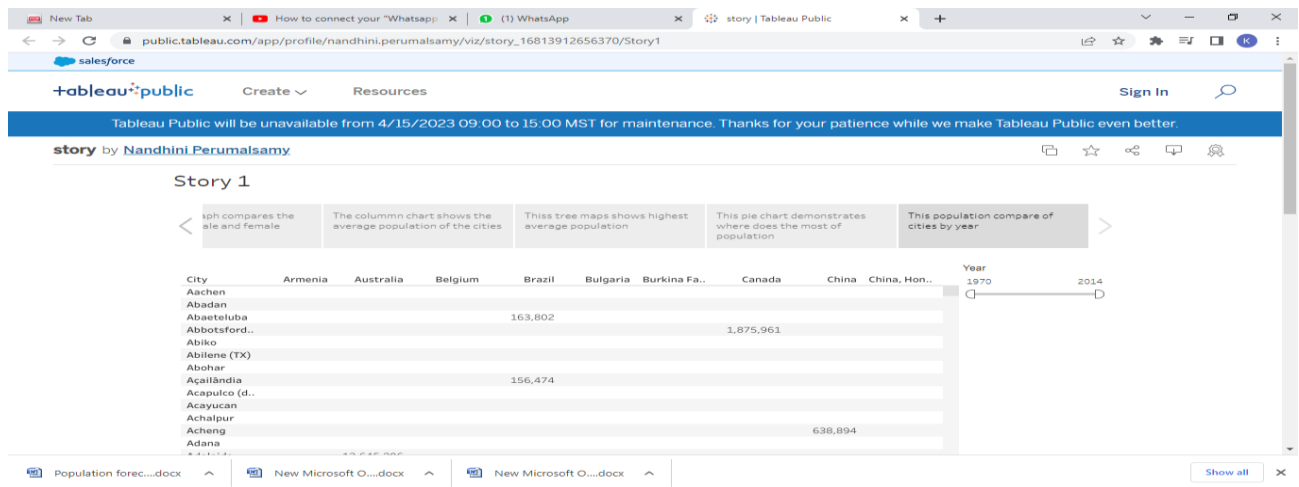 New Tab
How to connect your "Whatsapp
(1) WhatsApp
story | Tableau Public
public.tableau.com/app/profile/nandhini.perumalsamy/viz/story_16813912656370/Story1
K
salesforce
+ableau public
Create
Resources
Sign In
Tableau Public will be unavailable from 4/15/2023 09:00 to 15:00 MST for maintenance. Thanks for your patience while we make Tableau Public even better.
story by Nandhini Perumalsamy
Story 1
aph compares the
ale and female
The colummn chart shows the
average population of the cities
Thiss tree maps shows highest
average population
This pie chart demonstrates
where does the most of
population
This population compare of
cities by year
City Armenia Australia Belgium Brazil Bulgaria Burkina Fa.. Canada China China, Hon..
Year
1970 2014
Aachen
Abadan
Abaeteluba 163,802
Abbotsford.. 1,875,961
Abiko
Abilene (TX)
Abohar
Açailândia 156,474
Acapulco (d..
Acayucan
Achalpur
Acheng 638,894
Adana
Population forec....docx
New Microsoft O....docx
New Microsoft O....docx
Show all